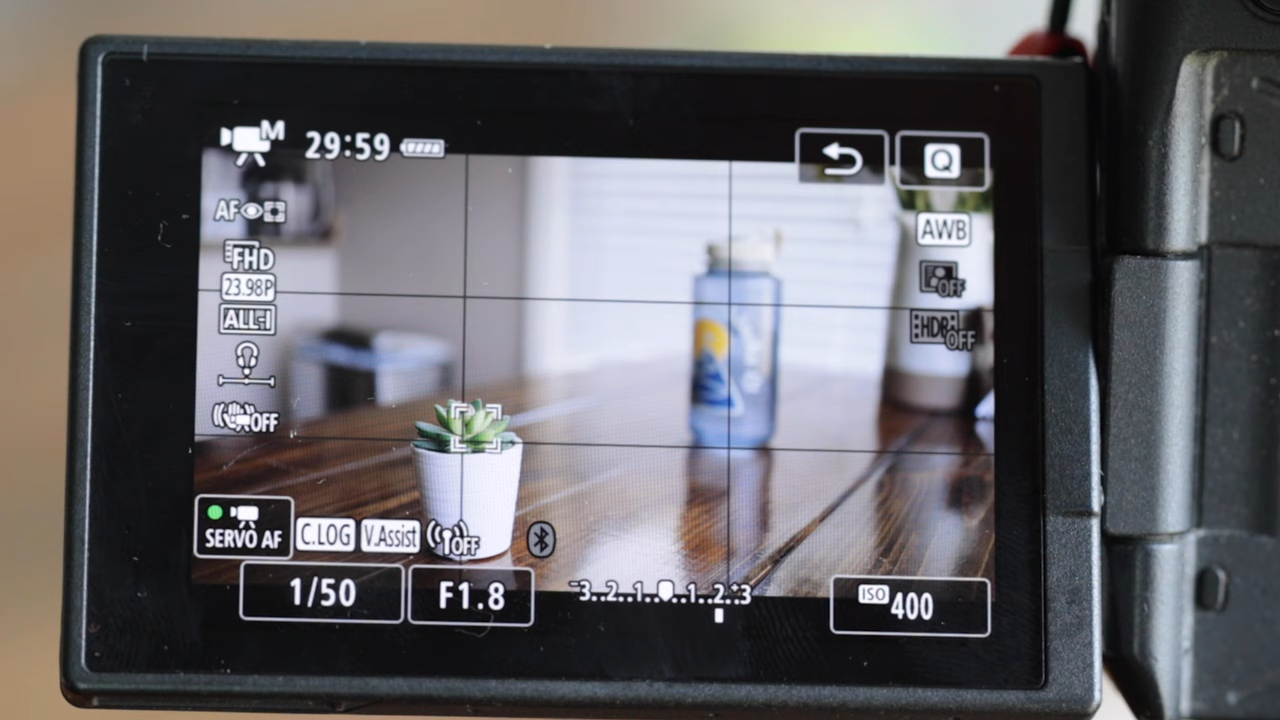 M 29:59 Q
AF
AWB
FHD
23.98P
OFF
ALL-I
HDR OFF
OFF
SERVO AF C.LOG V.Assist OFF
1/50 F1.8 -3..2..1..0..1..2..+3 ISO 400